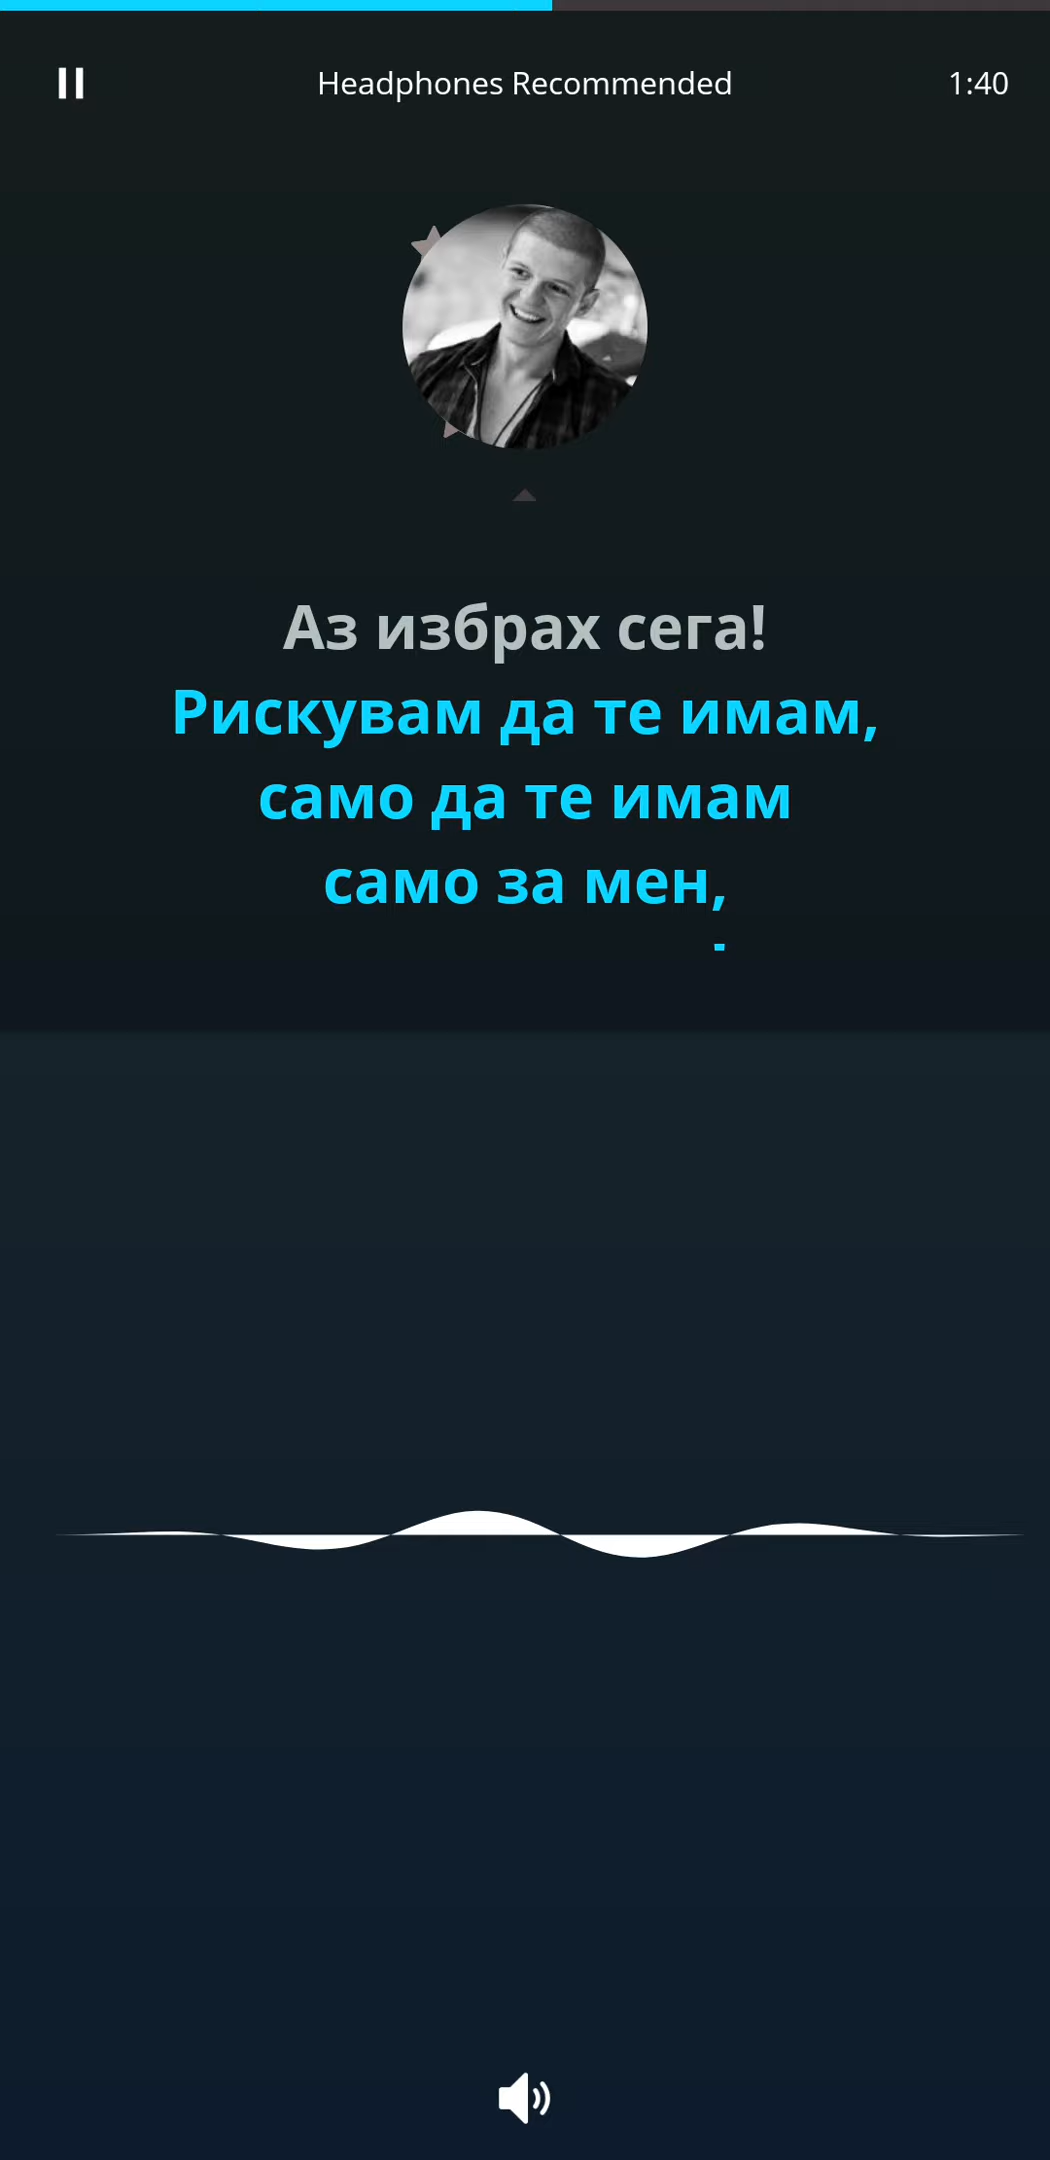 Headphones Recommended
1:40
Аз избрах сега!
Рискувам да те имам,
само да те имам
само за мен,